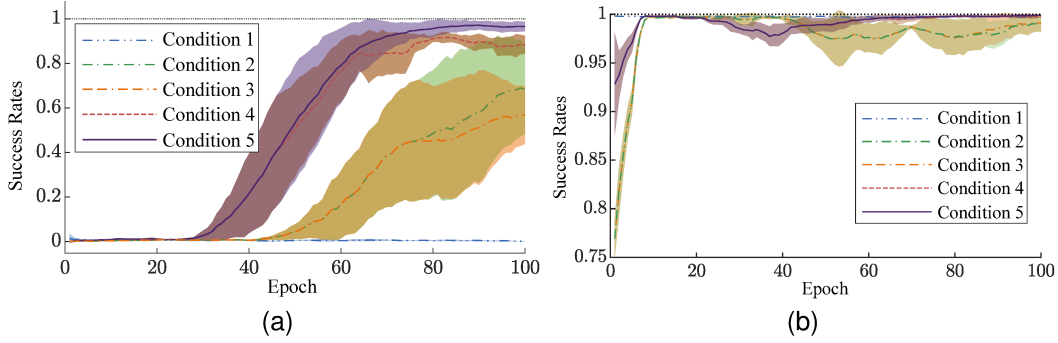 1
0.8
0.6
0.4
0.2
0
Success Rates
Condition 1
Condition 2
Condition 3
Condition 4
Condition 5
0 20 40 60 80 100
Epoch
(a)
1
0.95
0.9
0.85
0.8
0.75
Success Rates
Condition 1
Condition 2
Condition 3
Condition 4
Condition 5
0 20 40 60 80 100
Epoch
(b)